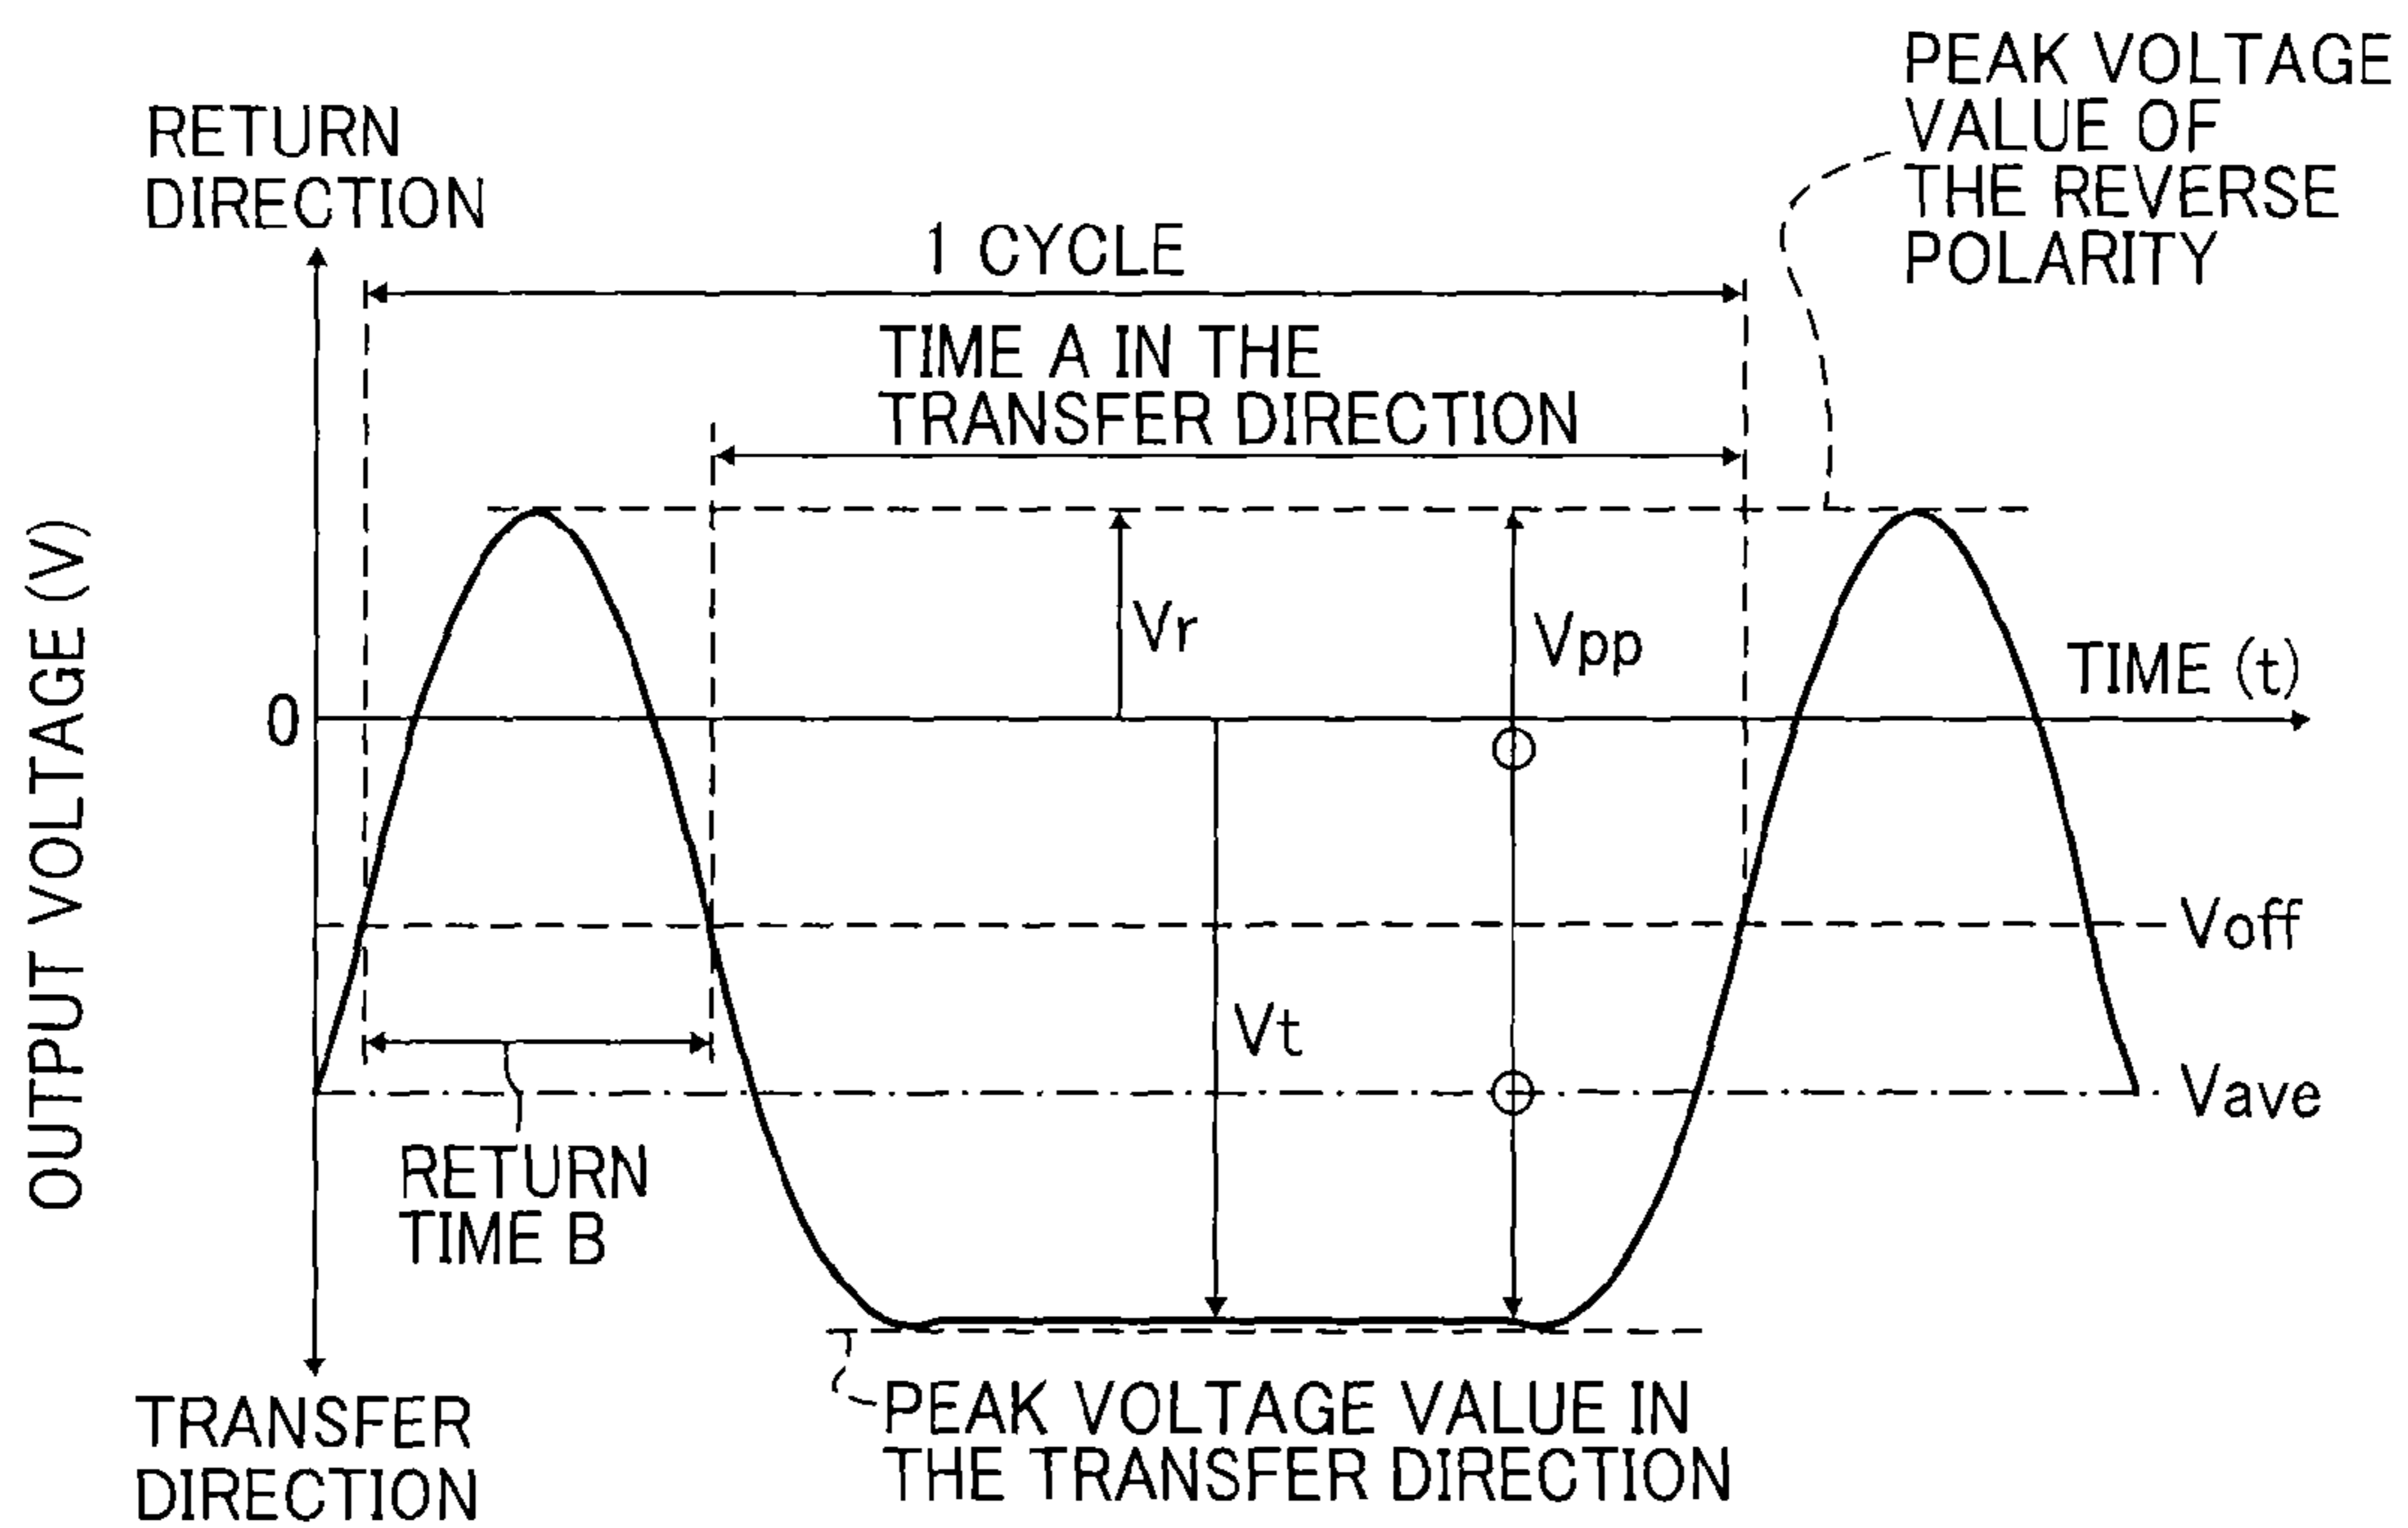 PEAK VOLTAGE
VALUE OF
THE REVERSE
POLARITY
RETURN
DIRECTION
1 CYCLE
TIME A IN THE
TRANSFER DIRECTION
OUTPUT VOLTAGE (V)
Vr
Vpp
TIME (t)
0
Voff
Vt
Vave
RETURN
TIME B
PEAK VOLTAGE VALUE IN
THE TRANSFER DIRECTION
TRANSFER
DIRECTION